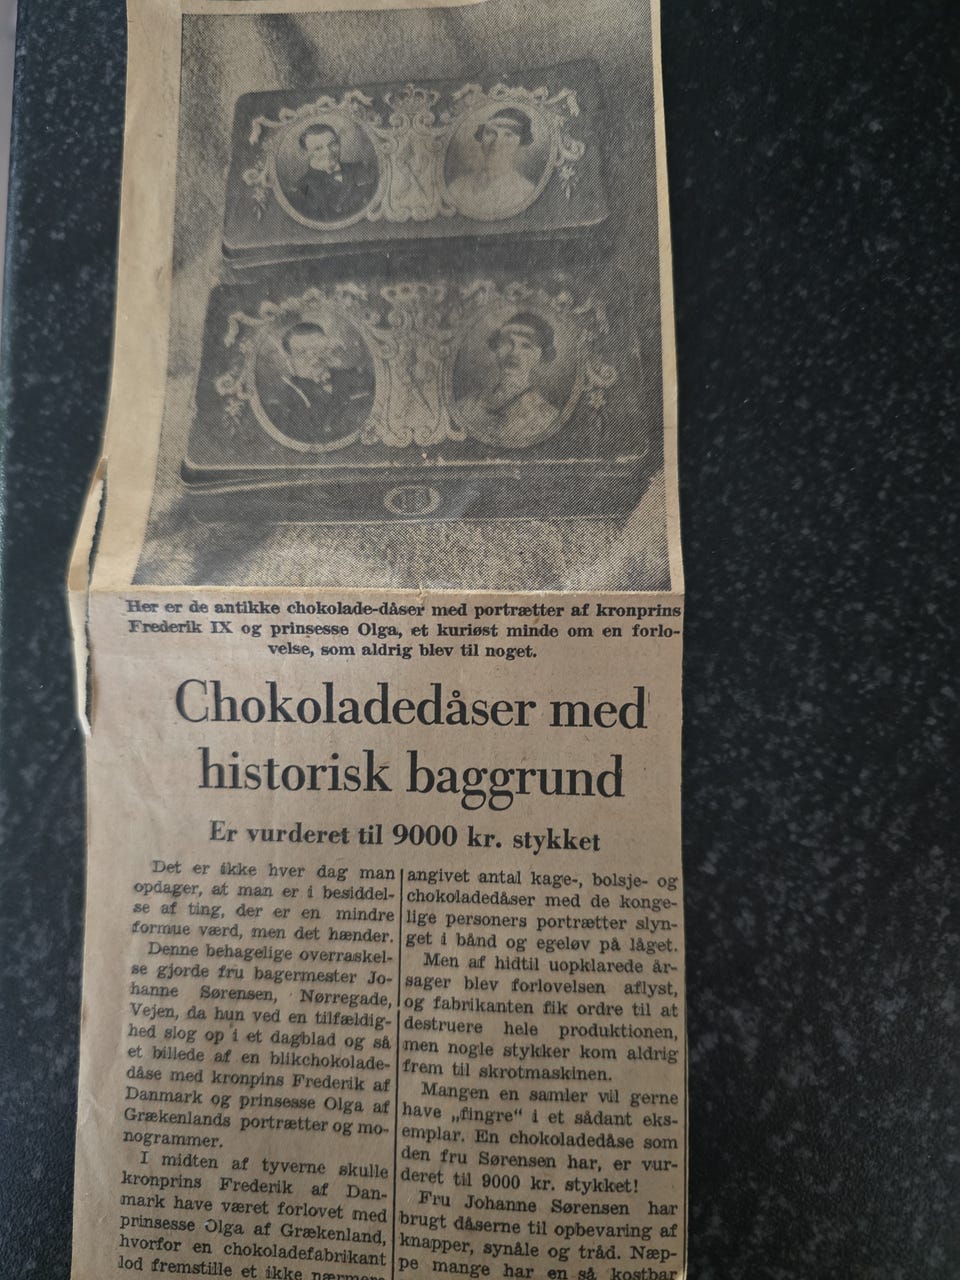 Her er de antikke chokolade-dåser med portrætter af kronprins
Frederik IX og prinsesse Olga, et kuriøst minde om en forlo-
velse, som aldrig blev til noget.
Chokoladedåser med
historisk baggrund
Er vurderet til 9000 kr. stykket
Det er ikke hver dag man
opdager, at man er i besiddel-
se af ting, der er en mindre
formue værd, men det hænder.
Denne behagelige overraskel-
se gjorde fru bagermester Jo-
hanne Sørensen, Nørregade,
Vejen, da hun ved en tilfældig-
hed slog op i et dagblad og så
et billede af en blikchokolade-
dåse med kronpins Frederik af
Danmark og prinsesse Olga af
Grækenlands portrætter og mo-
nogrammer.
I midten af tyverne skulle
kronprins Frederik af Dan-
mark have været forlovet med
prinsesse Olga af Grækenland,
hvorfor en chokoladefabrikant
lod fremstille et ikke nærmere
angivet antal kage-, bolsje- og
chokoladedåser med de konge-
lige personers portrætter slyn-
get i bånd og egeløv på låget.
Men af hidtil uopklarede år-
sager blev forlovelsen aflyst,
og fabrikanten fik ordre til at
destruere hele produktionen,
men nogle stykker kom aldrig
frem til skrotmaskinen.
Mangen en samler vil gerne
have „fingre“ i et sådant eks-
emplar. En chokoladedåse som
den fru Sørensen har, er vur-
deret til 9000 kr. stykket!
Fru Johanne Sørensen har
brugt dåserne til opbevaring af
knapper, synåle og tråd. Næp-
pe mange har en så kostbar